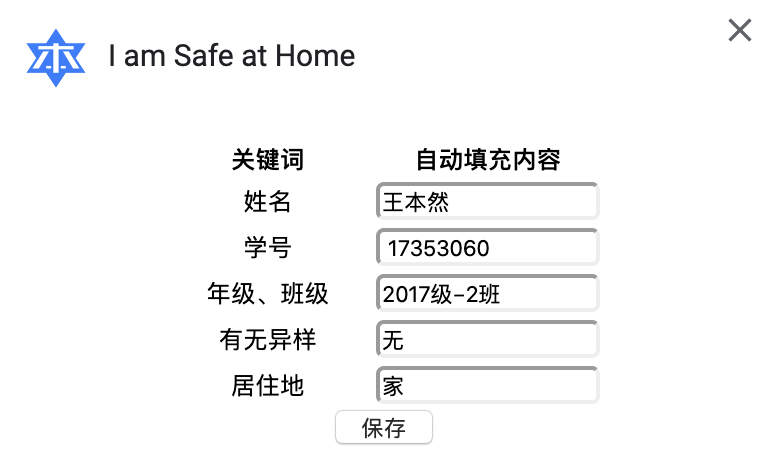 I am Safe at Home
关键词 自动填充内容
姓名 王本然
学号 17353060
年级、班级 2017级-2班
有无异样 无
居住地 家
保存